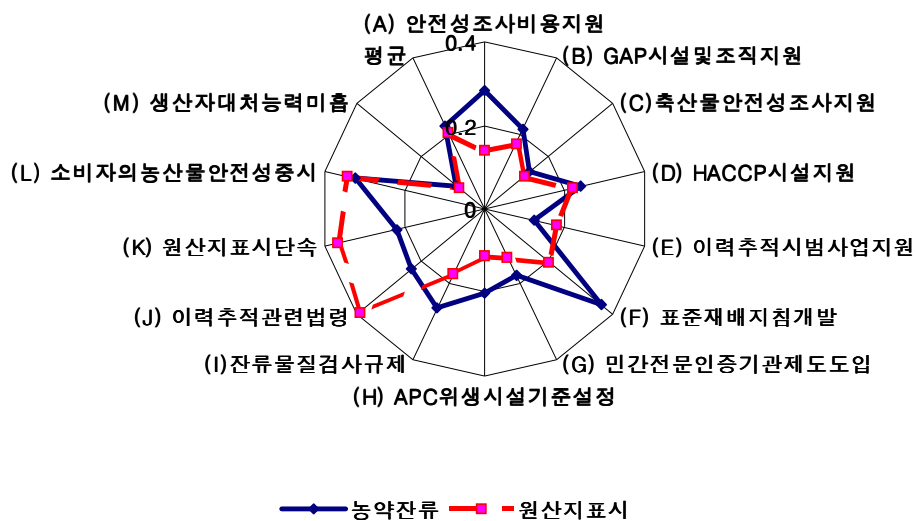 (A) 안전성조사비용지원
0.4
평균
(B) GAP시설및조직지원
(M) 생산자대처능력미흡
(C)축산물안전성조사지원
0.2
(L) 소비자의농산물안전성중시
(D) HACCP시설지원
0
(K) 원산지표시단속
(E) 이력추적시범사업지원
(J) 이력추적관련법령
(F) 표준재배지침개발
(I)잔류물질검사규제
(G) 민간전문인증기관제도도입
(H) APC위생시설기준설정
농약잔류
원산지표시